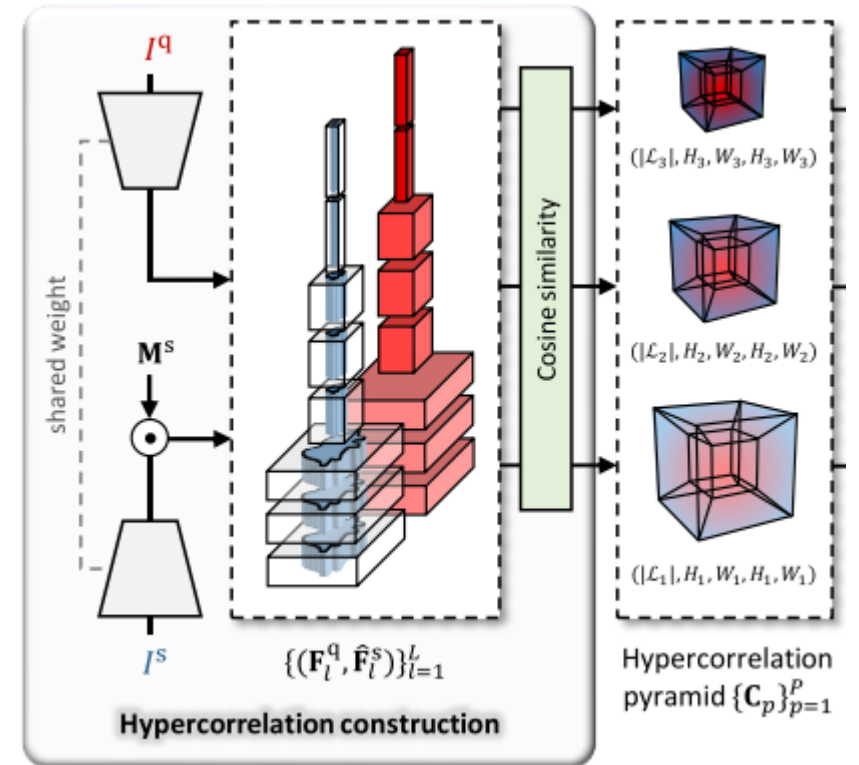 I^q
shared weight
M^s
I^s
{(F_l^q, F̂_l^s)}_{l=1}^L
Hypercorrelation construction
Cosine similarity
(|ℒ_3|, H_3, W_3, H_3, W_3)
(|ℒ_2|, H_2, W_2, H_2, W_2)
(|ℒ_1|, H_1, W_1, H_1, W_1)
Hypercorrelation
pyramid {C_p}_{p=1}^P